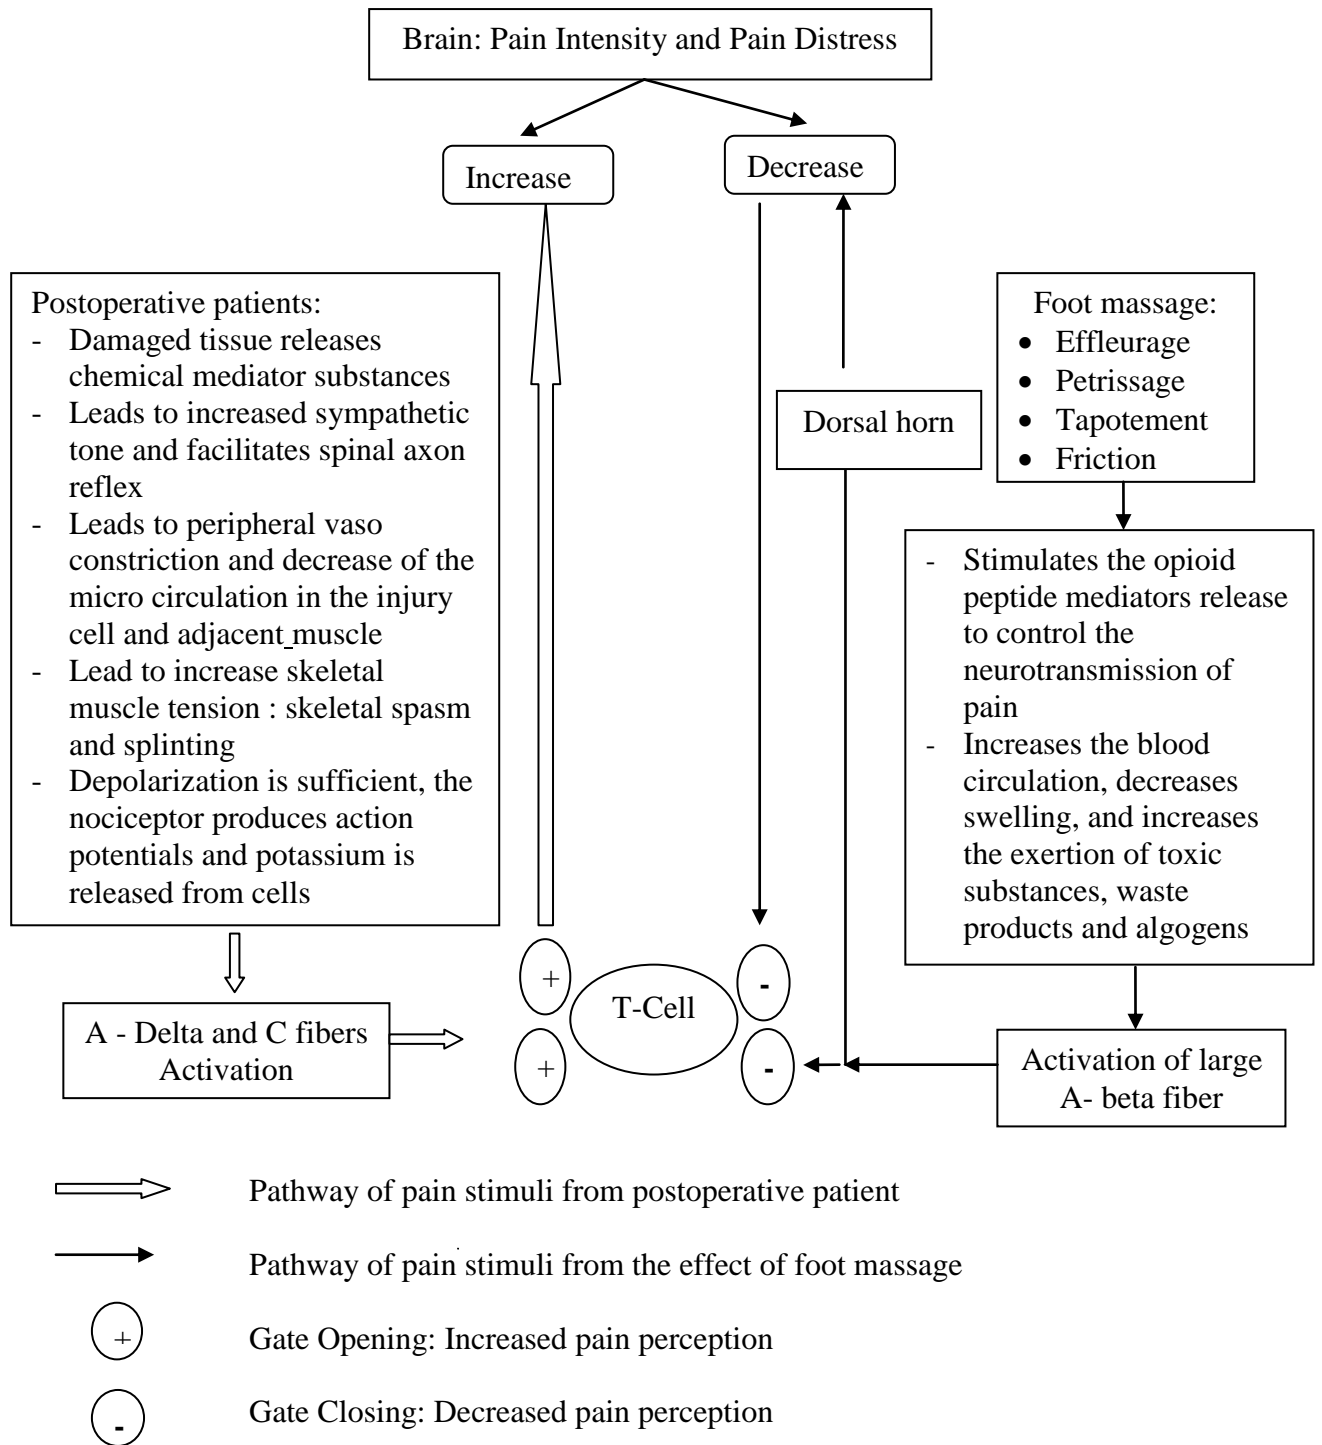 Brain: Pain Intensity and Pain Distress
Increase
Decrease
Postoperative patients:
- Damaged tissue releases
chemical mediator substances
- Leads to increased sympathetic
tone and facilitates spinal axon
reflex
- Leads to peripheral vaso
constriction and decrease of the
micro circulation in the injury
cell and adjacent muscle
- Lead to increase skeletal
muscle tension : skeletal spasm
and splinting
- Depolarization is sufficient, the
nociceptor produces action
potentials and potassium is
released from cells
Foot massage:
• Effleurage
• Petrissage
• Tapotement
• Friction
Dorsal horn
- Stimulates the opioid
peptide mediators release
to control the
neurotransmission of
pain
- Increases the blood
circulation, decreases
swelling, and increases
the exertion of toxic
substances, waste
products and algogens
A - Delta and C fibers
Activation
+
+
T-Cell
-
-
Activation of large
A- beta fiber
Pathway of pain stimuli from postoperative patient
Pathway of pain stimuli from the effect of foot massage
+ Gate Opening: Increased pain perception
- Gate Closing: Decreased pain perception